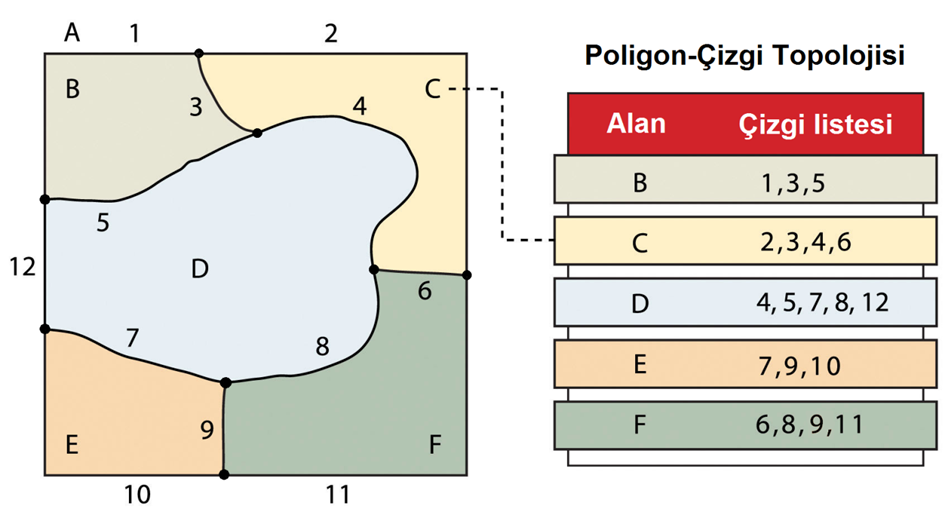 A 1 2
B
C
3
4
5
12
D
6
7
8
9
E
F
10
11
Poligon-Çizgi Topolojisi
Alan Çizgi listesi
B 1,3,5
C 2,3,4,6
D 4, 5, 7, 8, 12
E 7,9,10
F 6,8,9,11